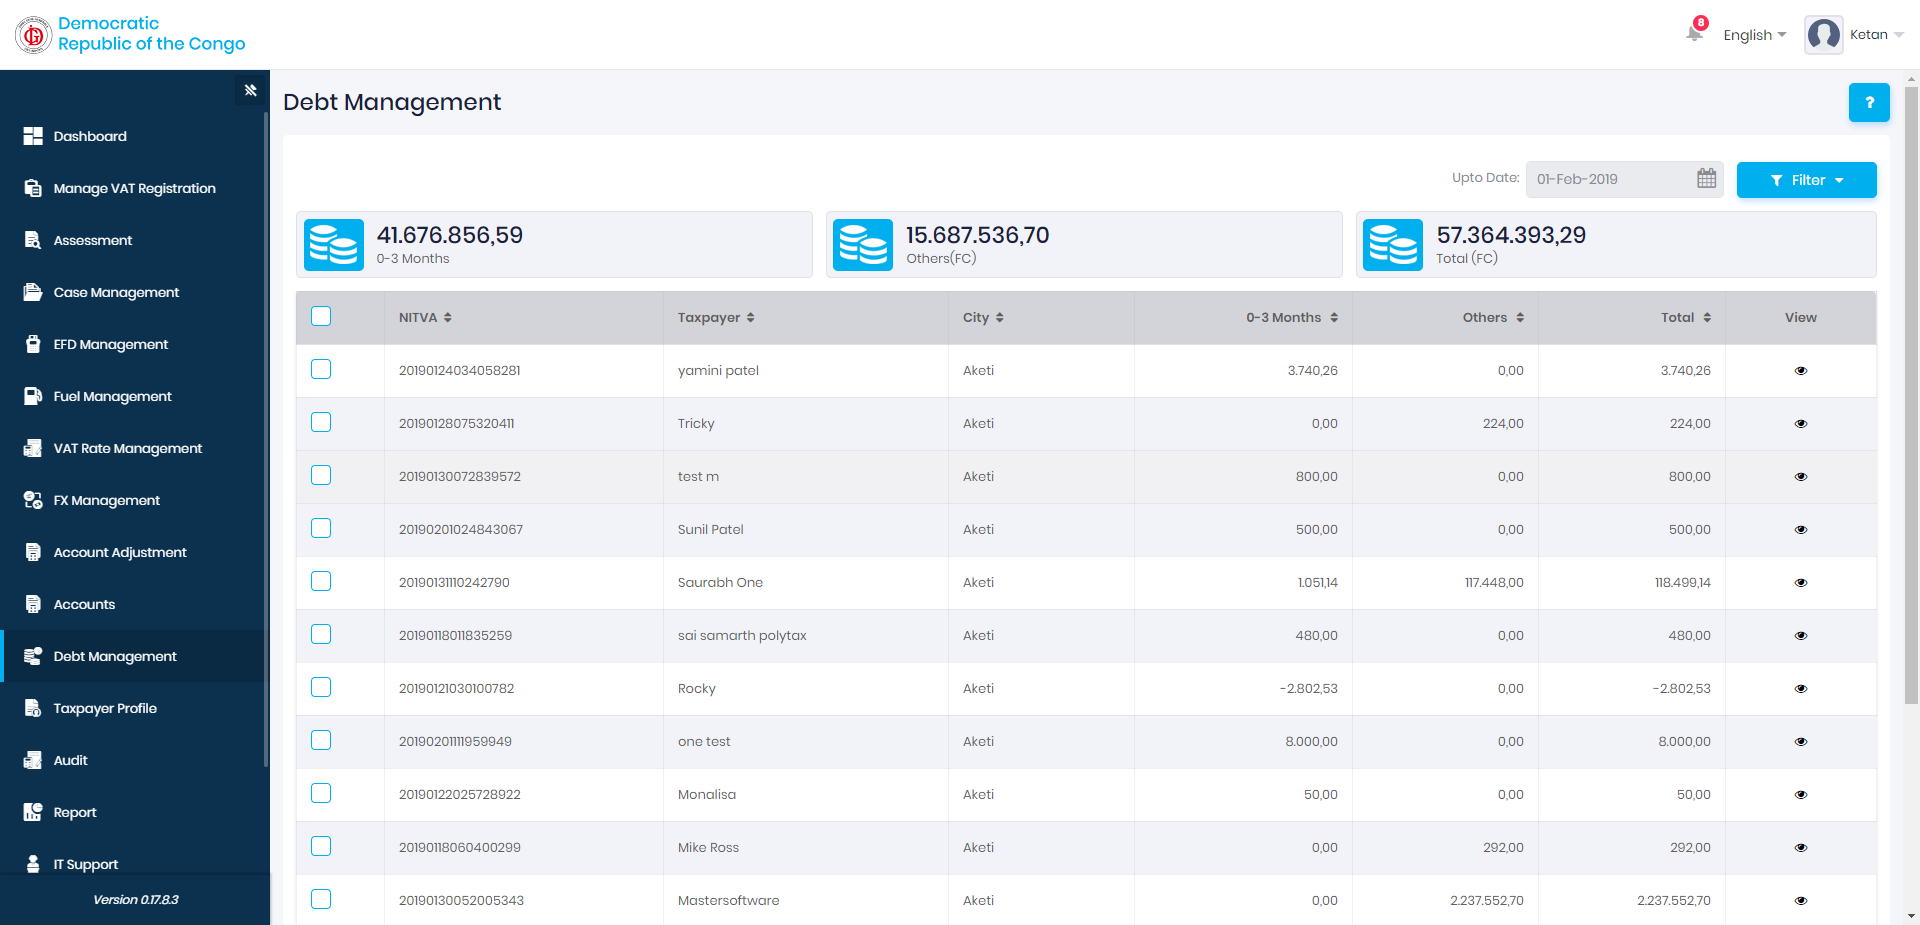 Democratic
Republic of the Congo
8
English
Ketan
Dashboard
Manage VAT Registration
Assessment
Case Management
EFD Management
Fuel Management
VAT Rate Management
FX Management
Account Adjustment
Accounts
Debt Management
Taxpayer Profile
Audit
Report
IT Support
Version 0.17.8.3
Debt Management
?
Upto Date: 01-Feb-2019 Filter
41.676.856,59
0-3 Months
15.687.536,70
Others(FC)
57.364.393,29
Total (FC)
NITVA Taxpayer City 0-3 Months Others Total View
20190124034058281 yamini patel Aketi 3.740,26 0,00 3.740,26
20190128075320411 Tricky Aketi 0,00 224,00 224,00
20190130072839572 test m Aketi 800,00 0,00 800,00
20190201024843067 Sunil Patel Aketi 500,00 0,00 500,00
20190131110242790 Saurabh One Aketi 1.051,14 117.448,00 118.499,14
20190118011835259 sai samarth polytax Aketi 480,00 0,00 480,00
20190121030100782 Rocky Aketi -2.802,53 0,00 -2.802,53
20190201111959949 one test Aketi 8.000,00 0,00 8.000,00
20190122025728922 Monalisa Aketi 50,00 0,00 50,00
20190118060400299 Mike Ross Aketi 0,00 292,00 292,00
20190130052005343 Mastersoftware Aketi 0,00 2.237.552,70 2.237.552,70